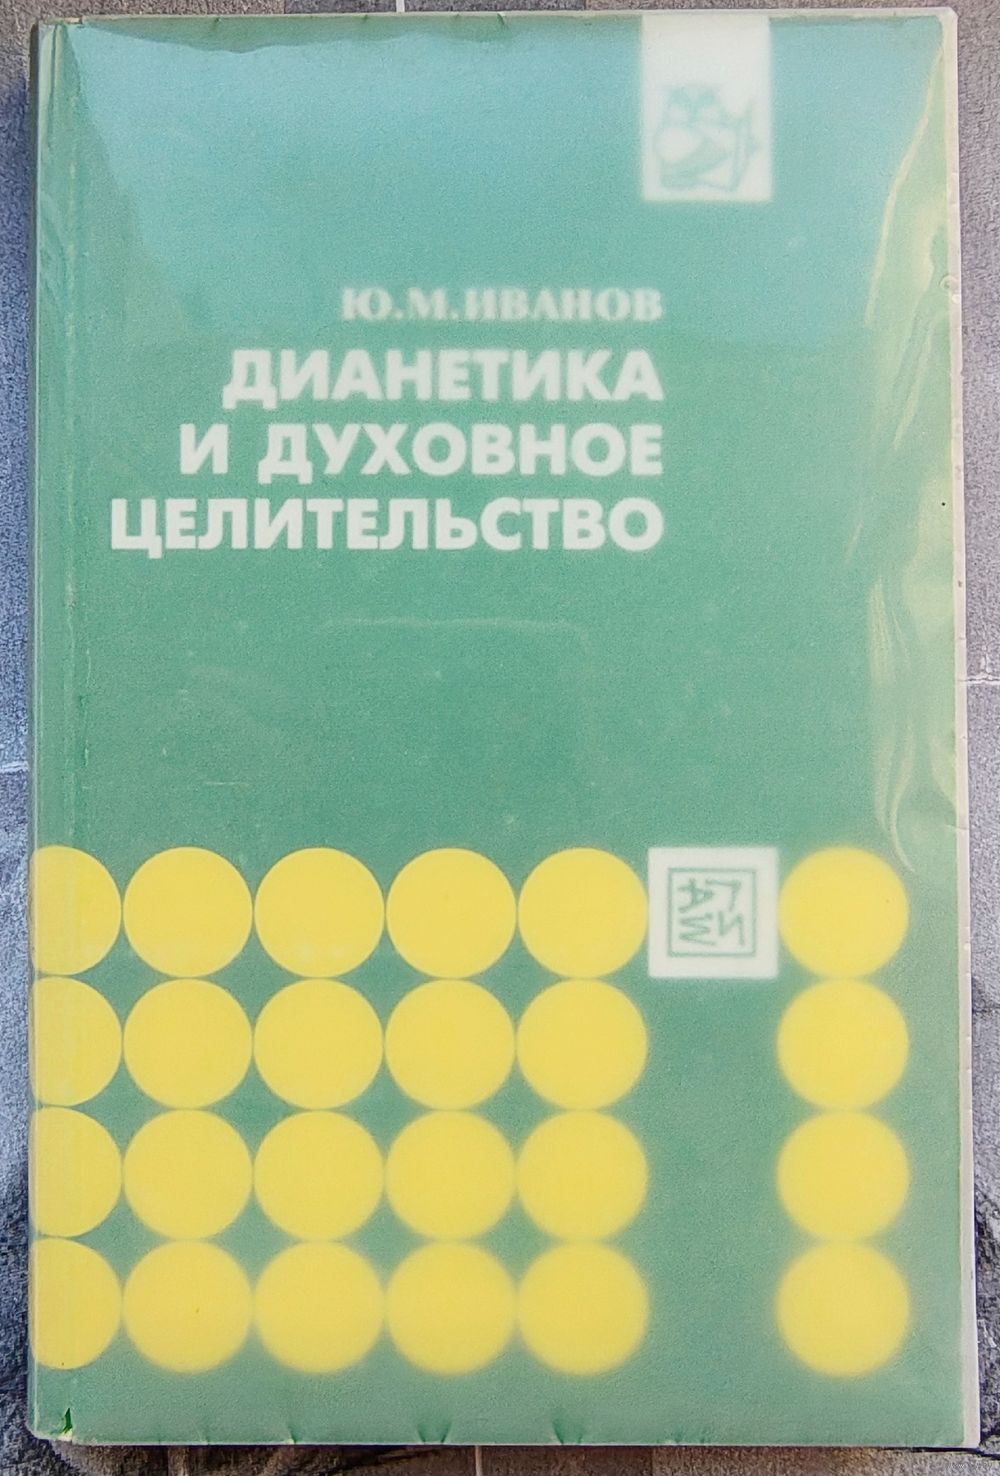 Ю.М.ИВАНОВ
ДИАНЕТИКА
И ДУХОВНОЕ
ЦЕЛИТЕЛЬСТВО